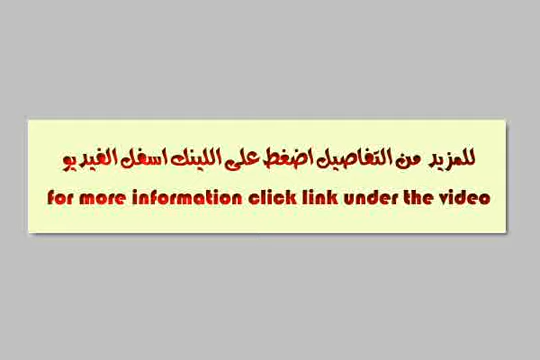 للمزيد من التفاصيل اضغط على اللينك اسفل الفيديو
for more information click link under the video